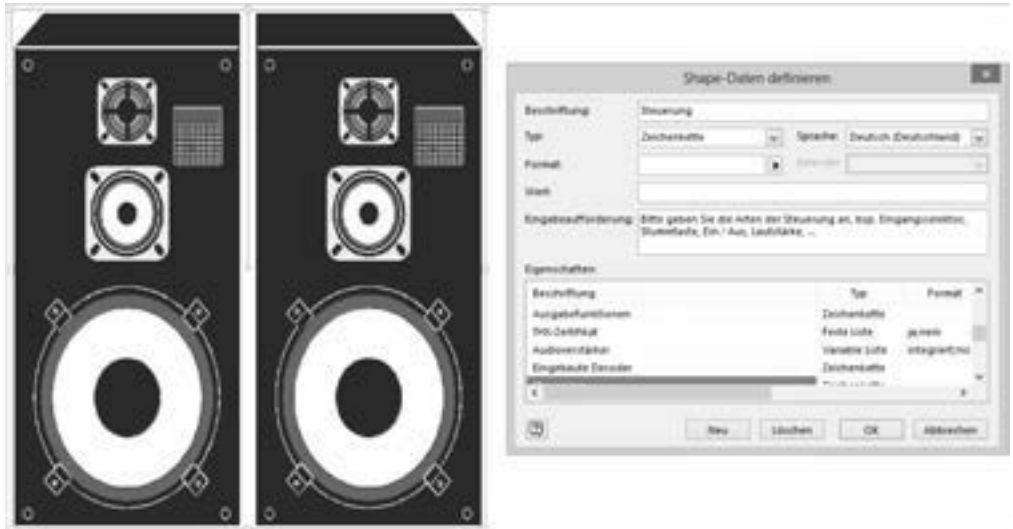 Shape-Daten definieren
Beschriftung: Steuerung
Typ: Zeichenkette Sprache: Deutsch (Deutschland)
Format:
Wert:
Eingabeaufforderung: Bitte geben Sie die Arten der Steuerung an, bsp. Eingangsselektor,
Stummtaste, Ein / Aus, Lautstärke, ...
Eigenschaften:
Beschriftung Typ Format
Ausgabefunktionen Zeichenkette
THX-Zertifikat Feste Liste ja;nein
Audioverstärker Variable Liste integriert;no
Eingebaute Decoder Zeichenkette
Neu Löschen OK Abbrechen